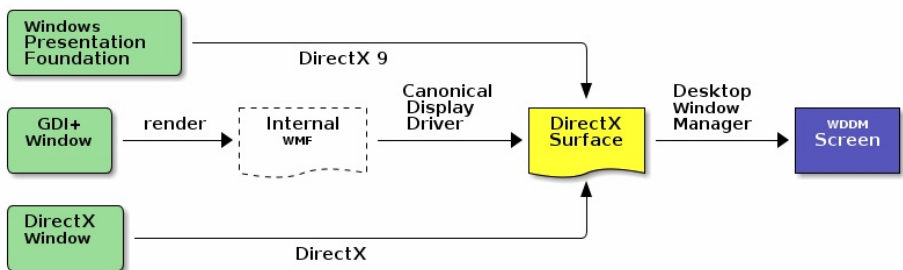 Windows
Presentation
Foundation
DirectX 9
GDI+
Window
render
Internal
WMF
Canonical
Display
Driver
DirectX
Surface
Desktop
Window
Manager
WDDM
Screen
DirectX
Window
DirectX